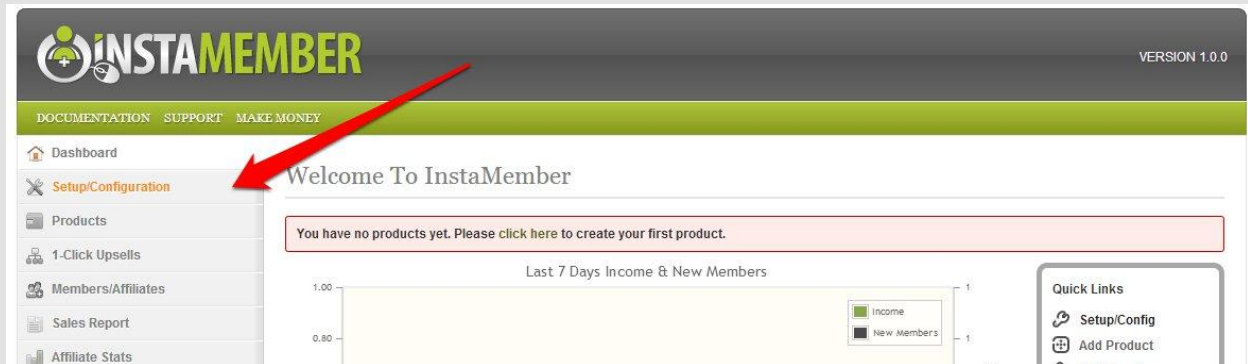 INSTAMEMBER
VERSION 1.0.0
DOCUMENTATION SUPPORT MAKE MONEY
Dashboard
Setup/Configuration
Products
1-Click Upsells
Members/Affiliates
Sales Report
Affiliate Stats
Welcome To InstaMember
You have no products yet. Please click here to create your first product.
Last 7 Days Income & New Members
1.00
0.80
Income
New Members
1
1
Quick Links
Setup/Config
Add Product